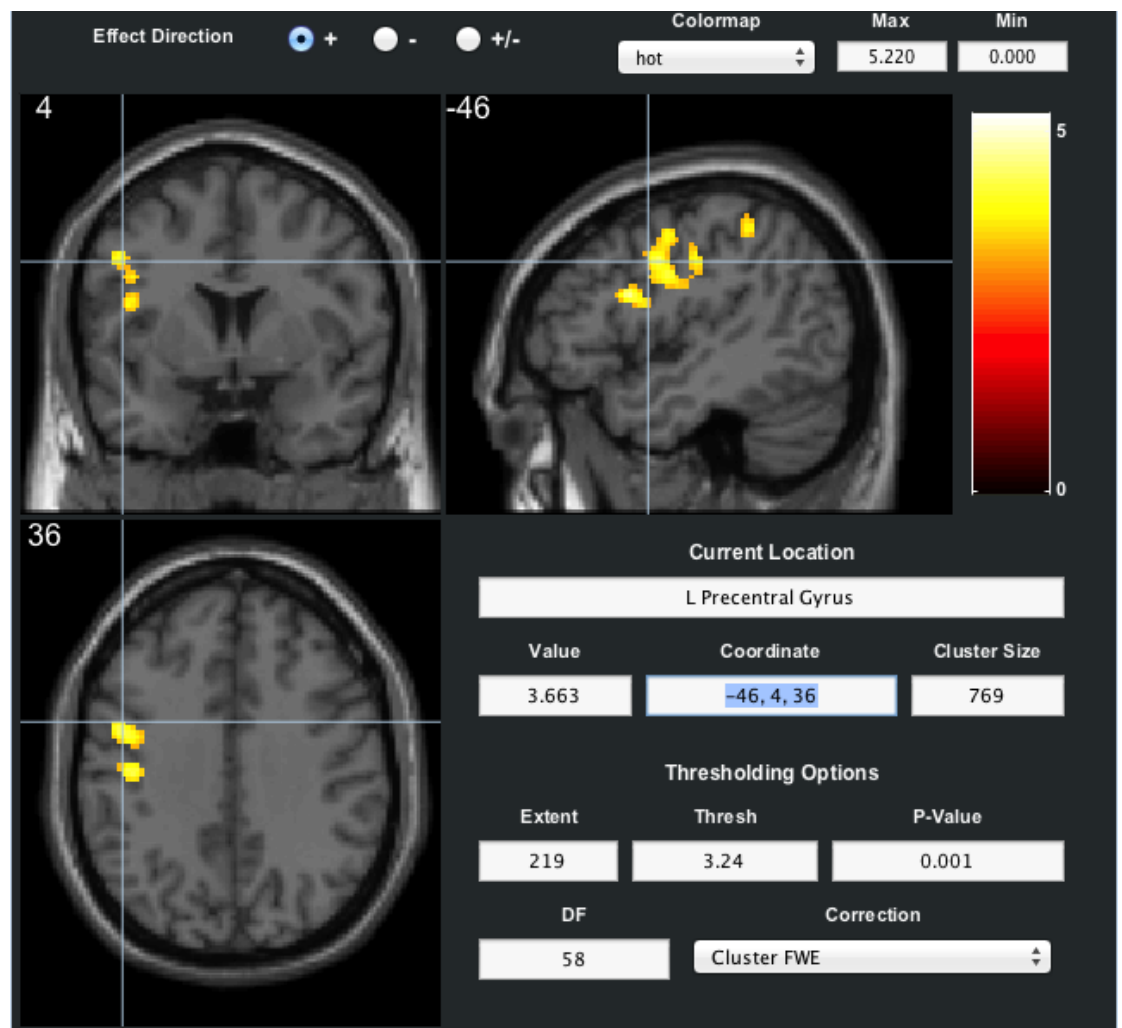 Effect Direction + - +/- Colormap Max Min
hot 5.220 0.000
4 -46
5
0
36
Current Location
L Precentral Gyrus
Value Coordinate Cluster Size
3.663 -46, 4, 36 769
Thresholding Options
Extent Thresh P-Value
219 3.24 0.001
DF Correction
58 Cluster FWE